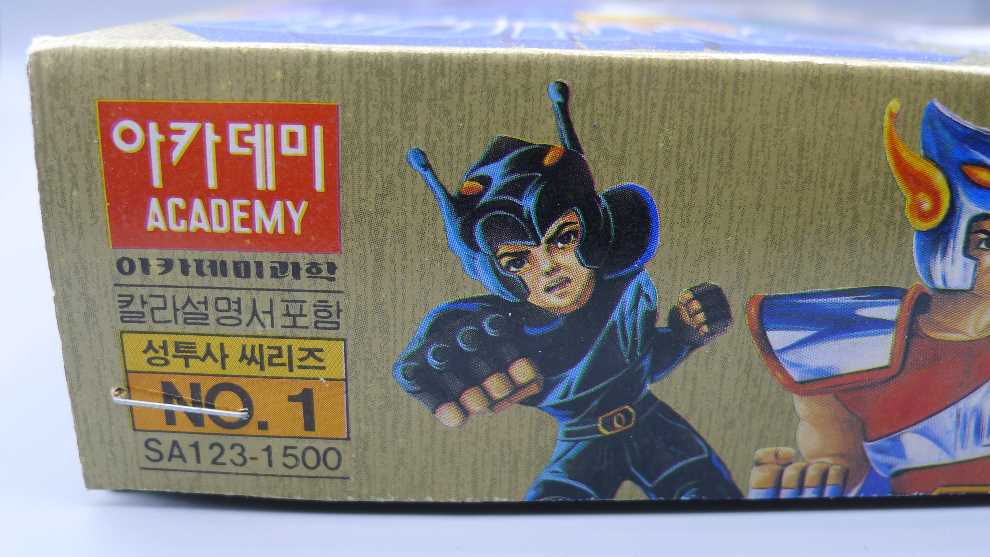 아카데미
ACADEMY
아카데미과학
칼라설명서포함
성투사 씨리즈
NO. 1
SA123-1500